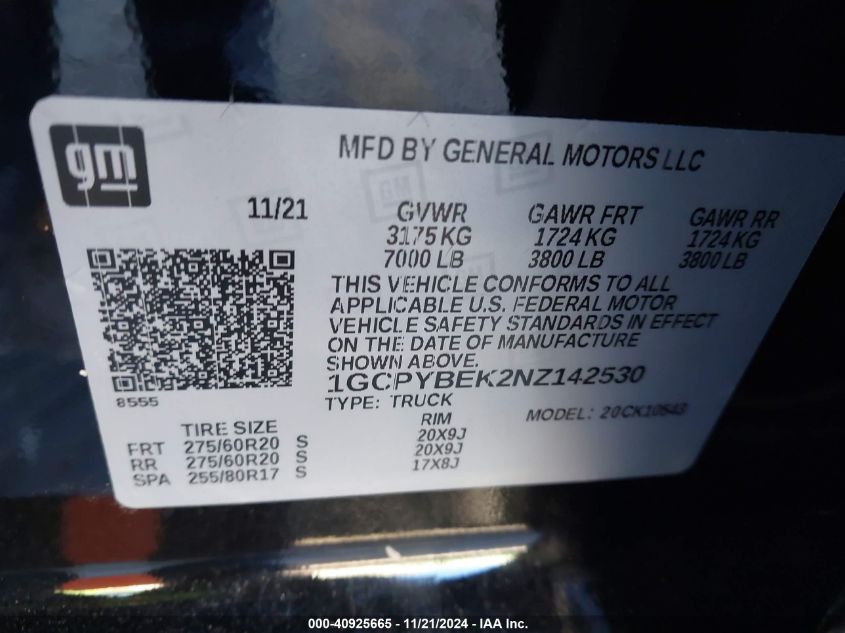 gm
MFD BY GENERAL MOTORS LLC
11/21
GVWR GAWR FRT GAWR RR
3175 KG 1724 KG 1724 KG
7000 LB 3800 LB 3800 LB
THIS VEHICLE CONFORMS TO ALL
APPLICABLE U.S. FEDERAL MOTOR
VEHICLE SAFETY STANDARDS IN EFFECT
ON THE DATE OF MANUFACTURE
SHOWN ABOVE.
1GCPYBEK2NZ142530
8555
TYPE: TRUCK MODEL: 20CK10543
TIRE SIZE RIM
FRT 275/60R20 S 20X9J
RR 275/60R20 S 20X9J
SPA 255/80R17 S 17X8J
000-40925665 - 11/21/2024 - IAA Inc.